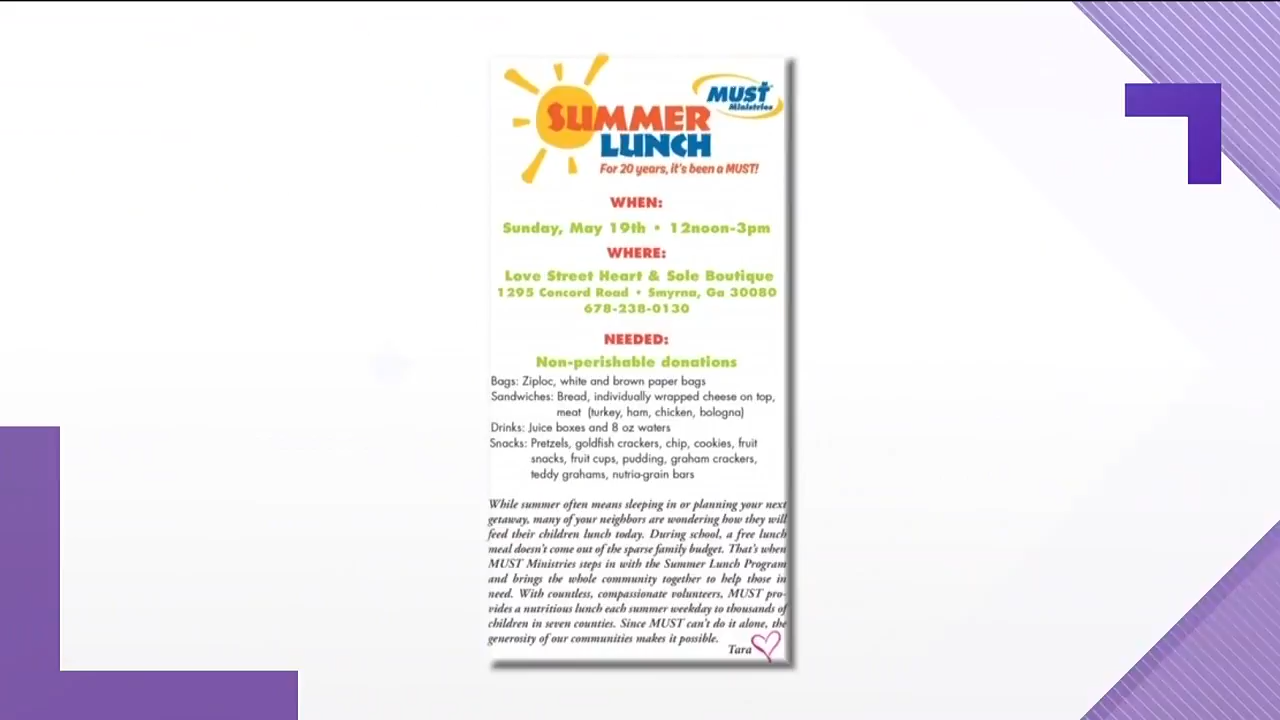 SUMMER
LUNCH
MUST
Ministries
For 20 years, it's been a MUST!
WHEN:
Sunday, May 19th • 12noon-3pm
WHERE:
Love Street Heart & Sole Boutique
1295 Concord Road • Smyrna, Ga 30080
678-238-0130
NEEDED:
Non-perishable donations
Bags: Ziploc, white and brown paper bags
Sandwiches: Bread, individually wrapped cheese on top,
meat (turkey, ham, chicken, bologna)
Drinks: Juice boxes and 8 oz waters
Snacks: Pretzels, goldfish crackers, chip, cookies, fruit
snacks, fruit cups, pudding, graham crackers,
teddy grahams, nutria-grain bars
While summer often means sleeping in or planning your next
getaway, many of your neighbors are wondering how they will
feed their children lunch today. During school, a free lunch
meal doesn't come out of the sparse family budget. That's when
MUST Ministries steps in with the Summer Lunch Program
and brings the whole community together to help those in
need. With countless, compassionate volunteers, MUST pro-
vides a nutritious lunch each summer weekday to thousands of
children in seven counties. Since MUST can't do it alone, the
generosity of our communities makes it possible.
Tara